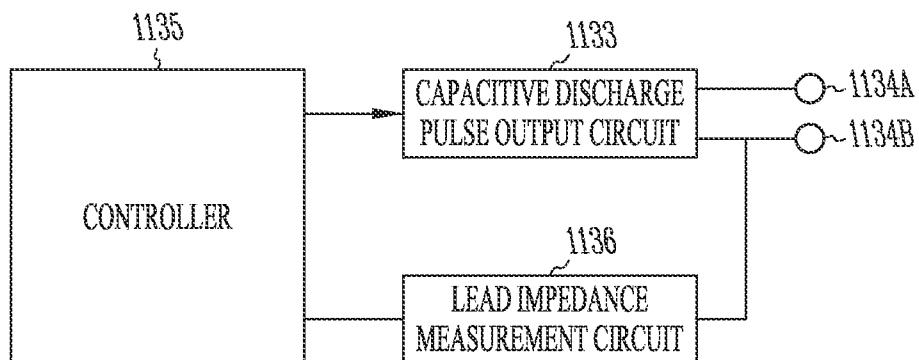 1135
1133
CAPACITIVE DISCHARGE
PULSE OUTPUT CIRCUIT
1134A
1134B
CONTROLLER
1136
LEAD IMPEDANCE
MEASUREMENT CIRCUIT